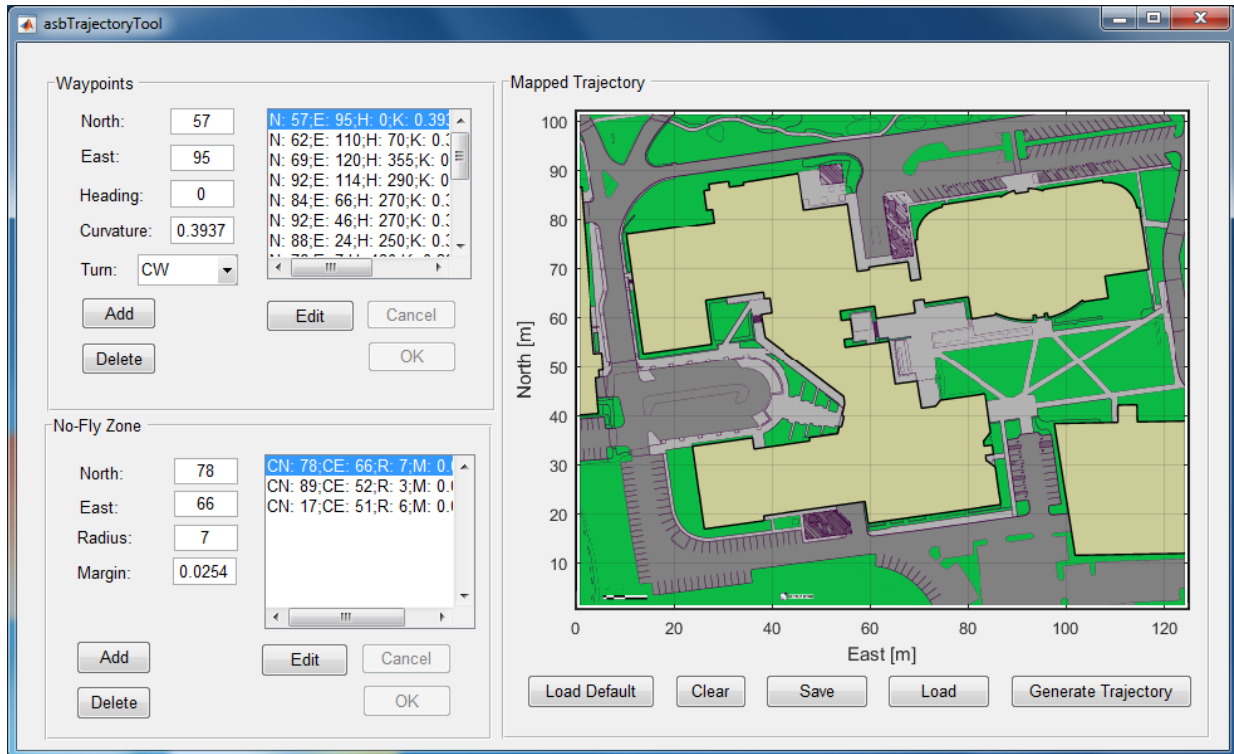 asbTrajectoryTool
Waypoints
North: 57
East: 95
Heading: 0
Curvature: 0.3937
Turn: CW
Add
Delete
N: 57;E: 95;H: 0;K: 0.393
N: 62;E: 110;H: 70;K: 0.3
N: 69;E: 120;H: 355;K: 0
N: 92;E: 114;H: 290;K: 0
N: 84;E: 66;H: 270;K: 0.3
N: 92;E: 46;H: 270;K: 0.3
N: 88;E: 24;H: 250;K: 0.3
Edit
Cancel
OK
No-Fly Zone
North: 78
East: 66
Radius: 7
Margin: 0.0254
Add
Delete
CN: 78;CE: 66;R: 7;M: 0.0
CN: 89;CE: 52;R: 3;M: 0.0
CN: 17;CE: 51;R: 6;M: 0.0
Edit
Cancel
OK
Mapped Trajectory
North [m]
100
90
80
70
60
50
40
30
20
10
0 20 40 60 80 100 120
East [m]
Load Default
Clear
Save
Load
Generate Trajectory